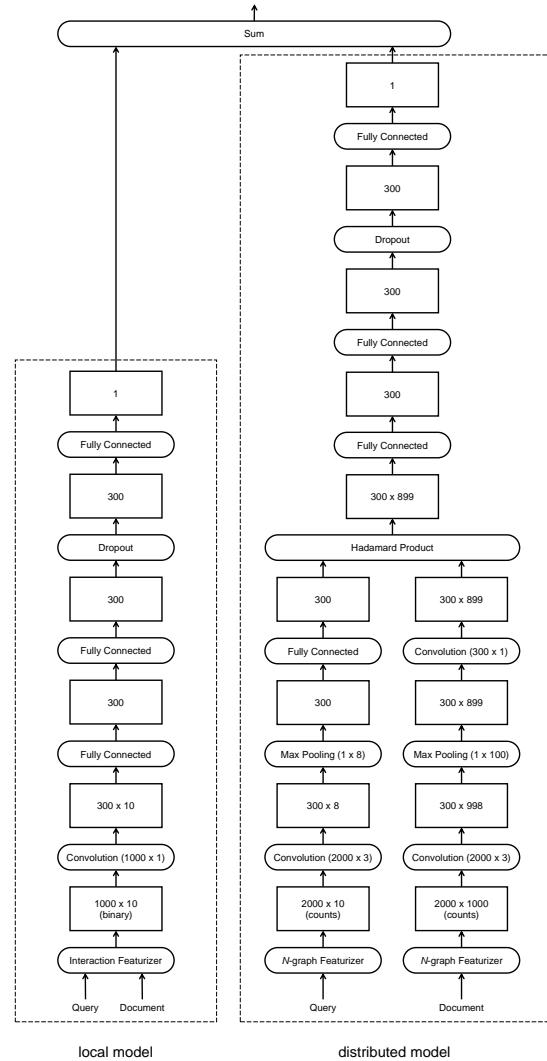 Sum
1
Fully Connected
300
Dropout
300
Fully Connected
300
Fully Connected
300 x 899
Hadamard Product
300
300 x 899
Fully Connected
Convolution (300 x 1)
300
300 x 899
Max Pooling (1 x 8)
Max Pooling (1 x 100)
300 x 8
300 x 998
Convolution (2000 x 3)
Convolution (2000 x 3)
2000 x 10
(counts)
2000 x 1000
(counts)
N-graph Featurizer
N-graph Featurizer
Query
Document
distributed model
1
Fully Connected
300
Dropout
300
Fully Connected
300
Fully Connected
300 x 10
Convolution (1000 x 1)
1000 x 10
(binary)
Interaction Featurizer
Query
Document
local model